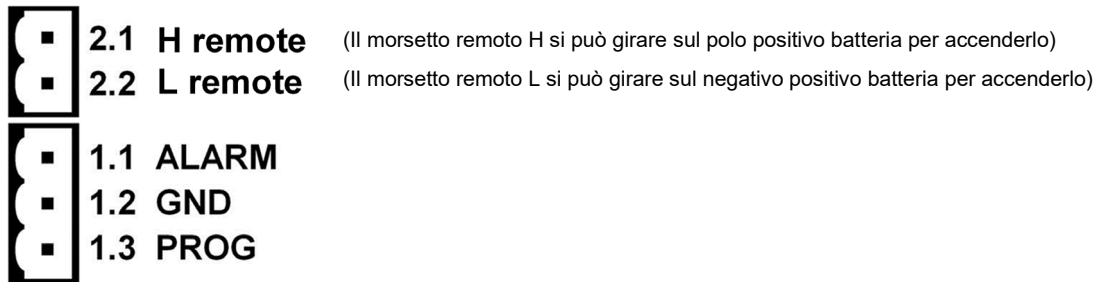 2.1 H remote (Il morsetto remoto H si può girare sul polo positivo batteria per accenderlo)
2.2 L remote (Il morsetto remoto L si può girare sul negativo positivo batteria per accenderlo)
1.1 ALARM
1.2 GND
1.3 PROG